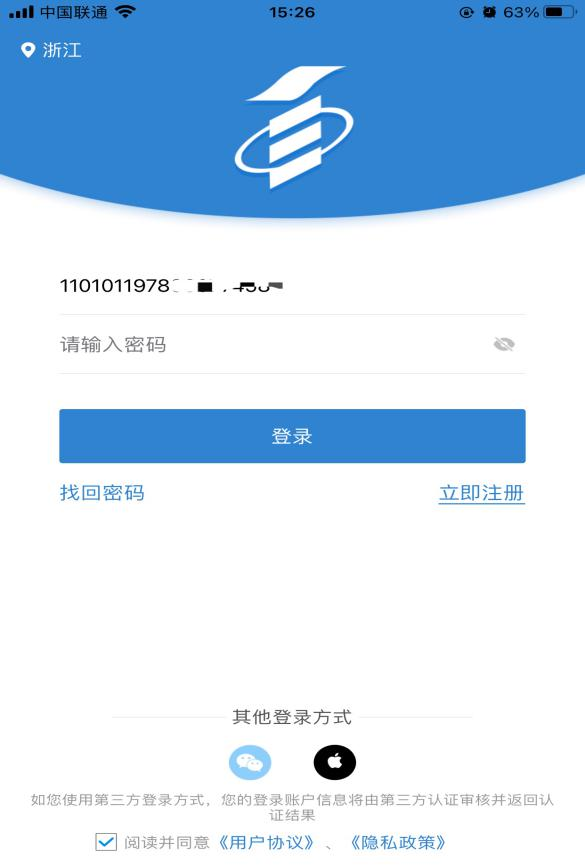 中国联通
15:26
63%
浙江
1101011978
请输入密码
登录
找回密码
立即注册
其他登录方式
如您使用第三方登录方式，您的登录账户信息将由第三方认证审核并返回认
证结果
阅读并同意《用户协议》、《隐私政策》